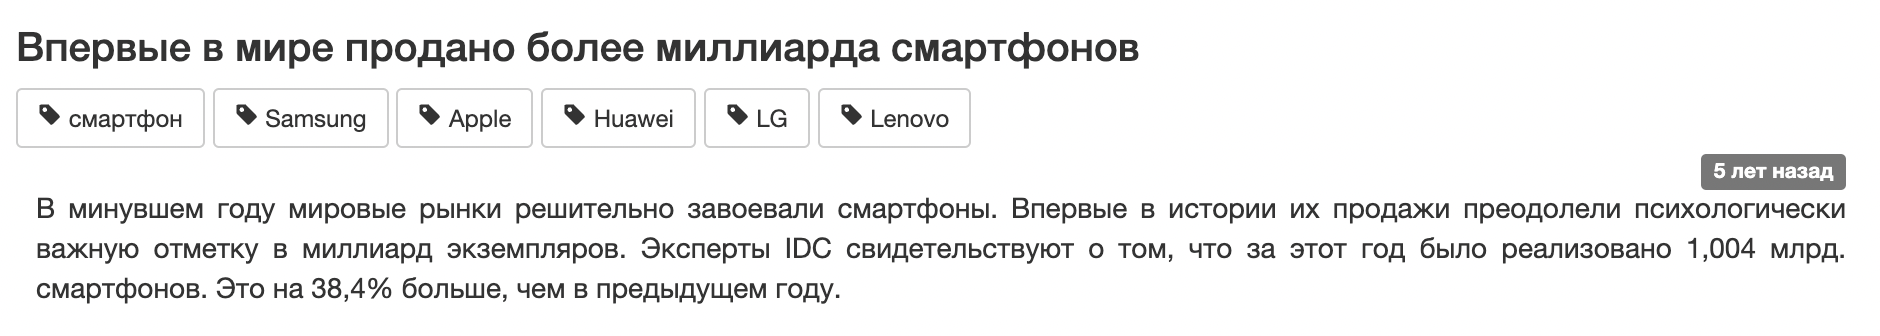 Впервые в мире продано более миллиарда смартфонов
смартфон Samsung Apple Huawei LG Lenovo
5 лет назад
В минувшем году мировые рынки решительно завоевали смартфоны. Впервые в истории их продажи преодолели психологически
важную отметку в миллиард экземпляров. Эксперты IDC свидетельствуют о том, что за этот год было реализовано 1,004 млрд.
смартфонов. Это на 38,4% больше, чем в предыдущем году.